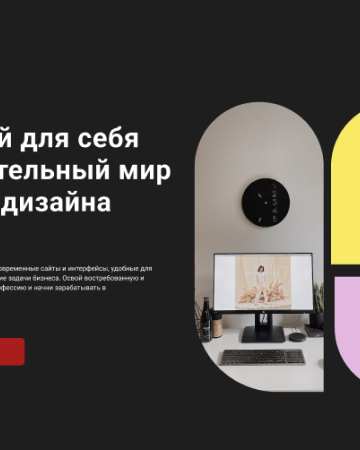 й для себя
тельный мир
дизайна
овременные сайты и интерфейсы, удобные для
ие задачи бизнеса. Освой востребованную и
фессию и начни зарабатывать в